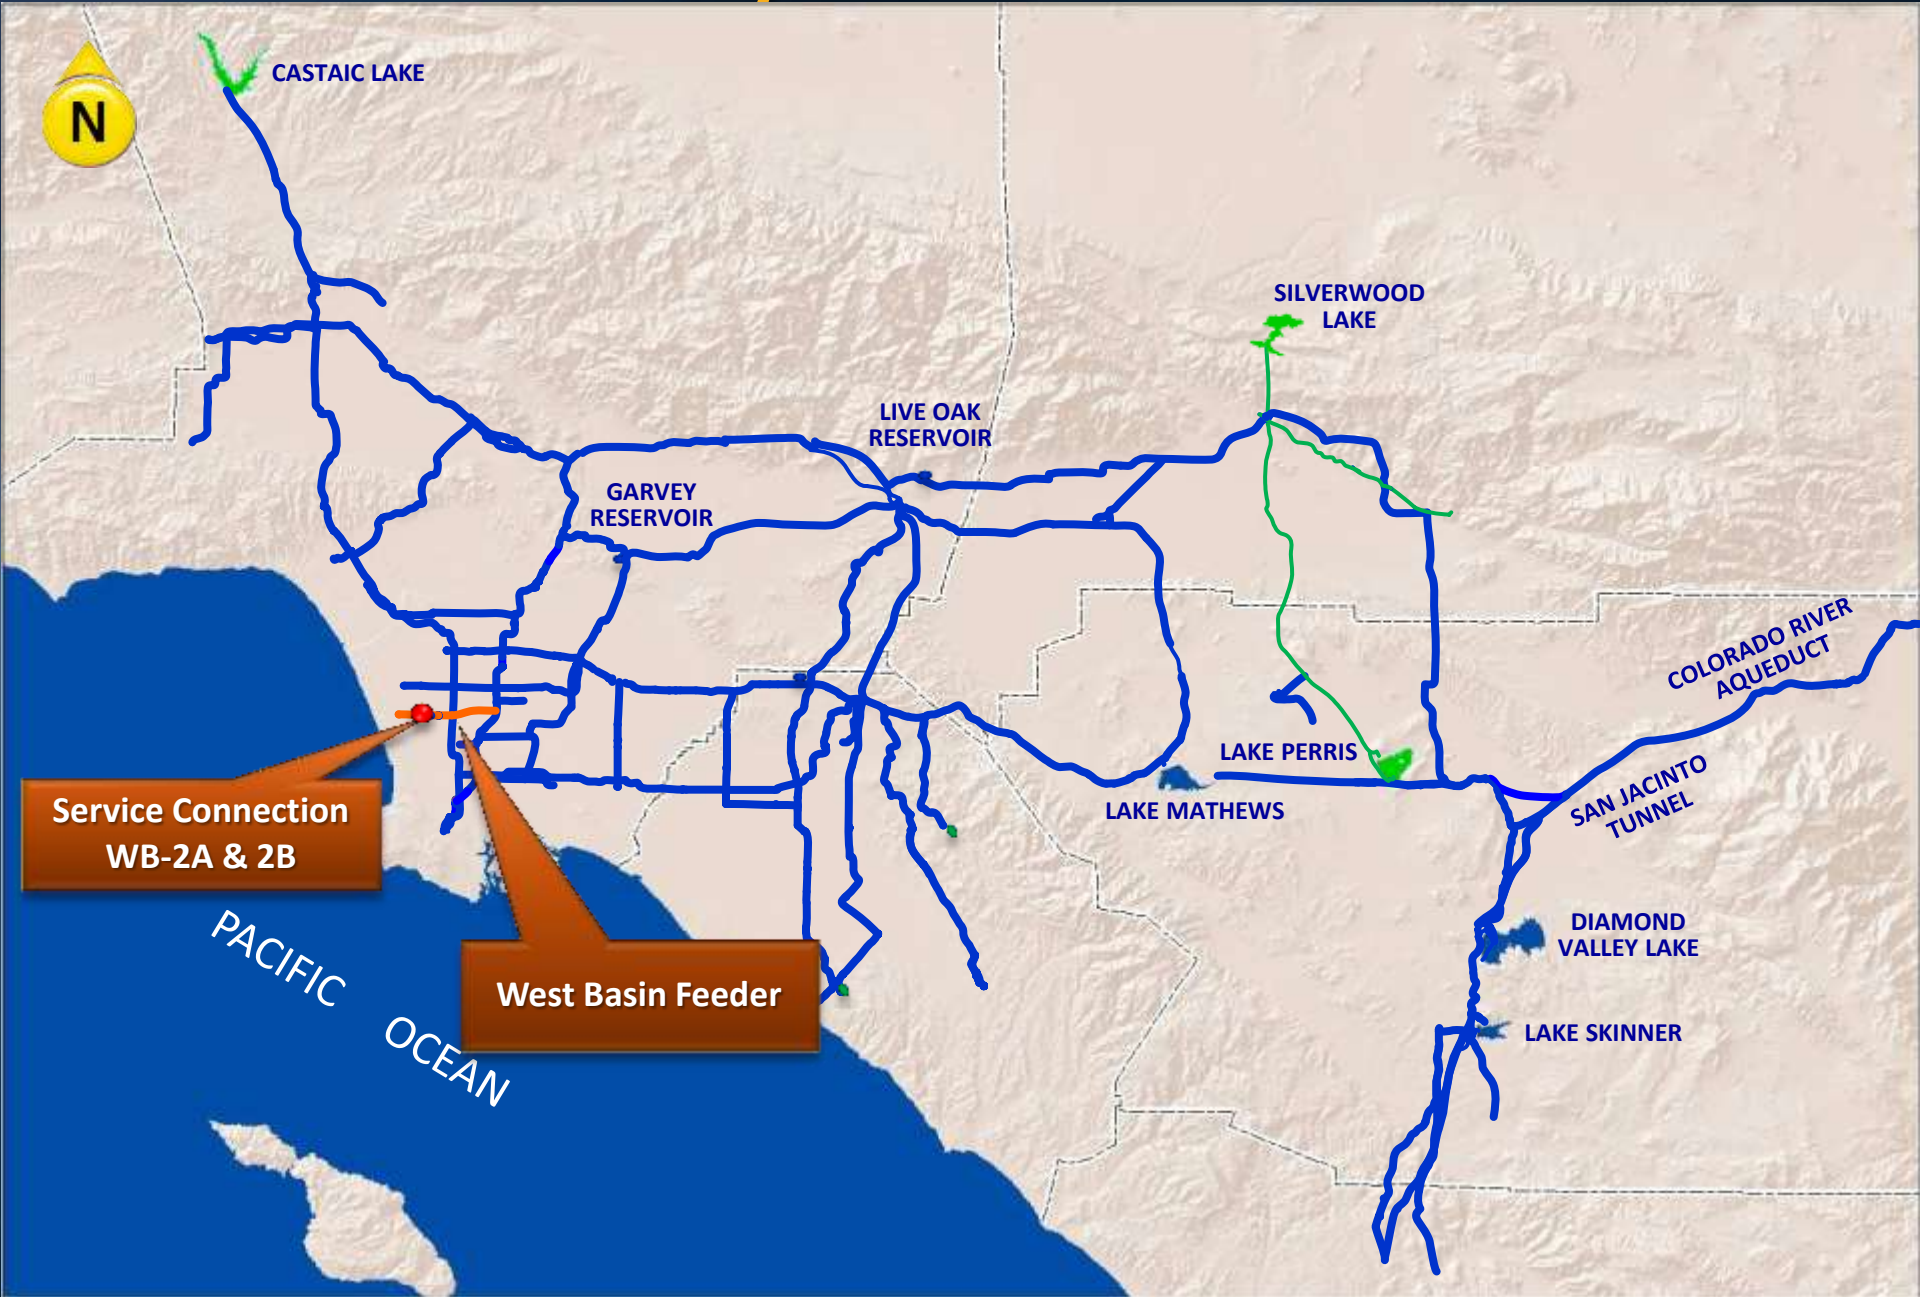 N
CASTAIC LAKE
SILVERWOOD
LAKE
LIVE OAK
RESERVOIR
GARVEY
RESERVOIR
COLORADO RIVER
AQUEDUCT
LAKE PERRIS
LAKE MATHEWS
SAN JACINTO
TUNNEL
Service Connection
WB-2A & 2B
DIAMOND
VALLEY LAKE
West Basin Feeder
LAKE SKINNER
PACIFIC
OCEAN